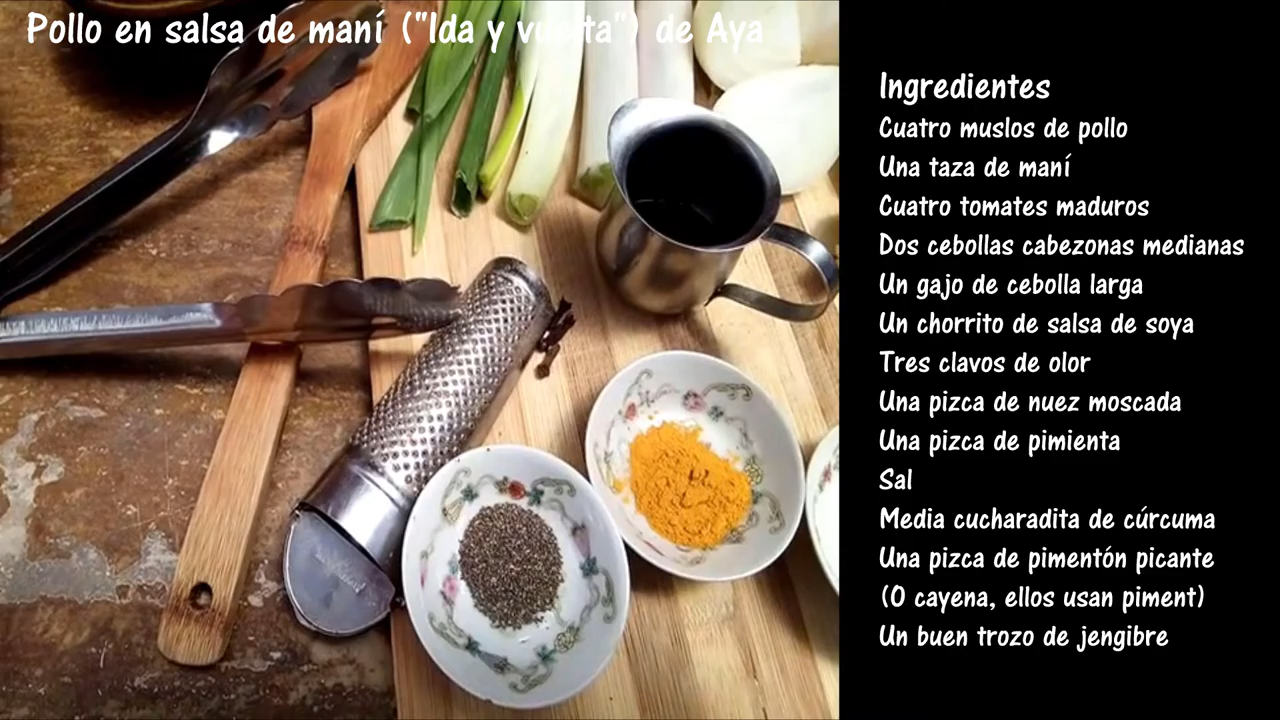 Pollo en salsa de maní ("Ida y vuelta") de Aya
Ingredientes
Cuatro muslos de pollo
Una taza de maní
Cuatro tomates maduros
Dos cebollas cabezonas medianas
Un gajo de cebolla larga
Un chorrito de salsa de soya
Tres clavos de olor
Una pizca de nuez moscada
Una pizca de pimienta
Sal
Media cucharadita de cúrcuma
Una pizca de pimentón picante
(O cayena, ellos usan piment)
Un buen trozo de jengibre